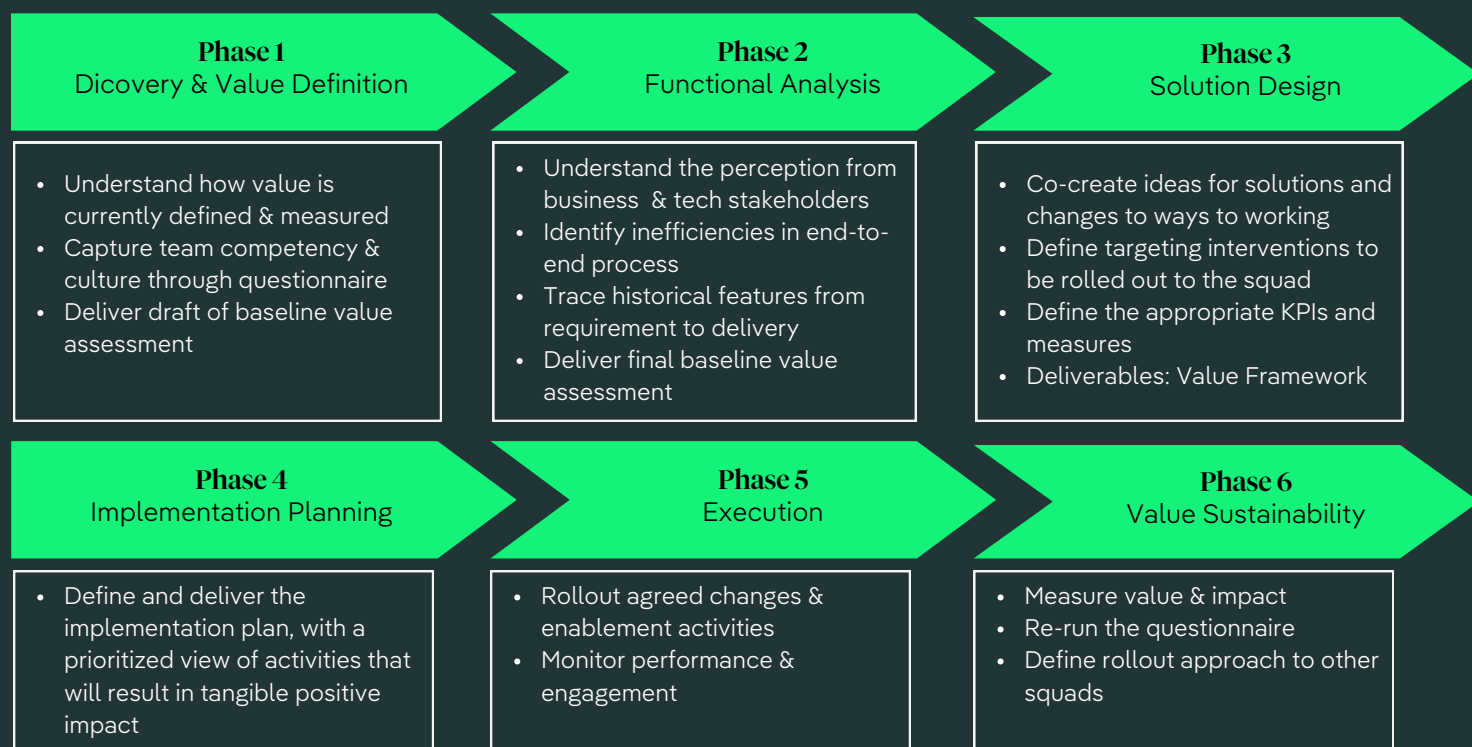 Phase 1
Dicovery & Value Definition
• Understand how value is
currently defined & measured
• Capture team competency &
culture through questionnaire
• Deliver draft of baseline value
assessment
Phase 2
Functional Analysis
• Understand the perception from
business & tech stakeholders
• Identify inefficiencies in end-to-
end process
• Trace historical features from
requirement to delivery
• Deliver final baseline value
assessment
Phase 3
Solution Design
• Co-create ideas for solutions and
changes to ways to working
• Define targeting interventions to
be rolled out to the squad
• Define the appropriate KPIs and
measures
• Deliverables: Value Framework
Phase 4
Implementation Planning
• Define and deliver the
implementation plan, with a
prioritized view of activities that
will result in tangible positive
impact
Phase 5
Execution
• Rollout agreed changes &
enablement activities
• Monitor performance &
engagement
Phase 6
Value Sustainability
• Measure value & impact
• Re-run the questionnaire
• Define rollout approach to other
squads